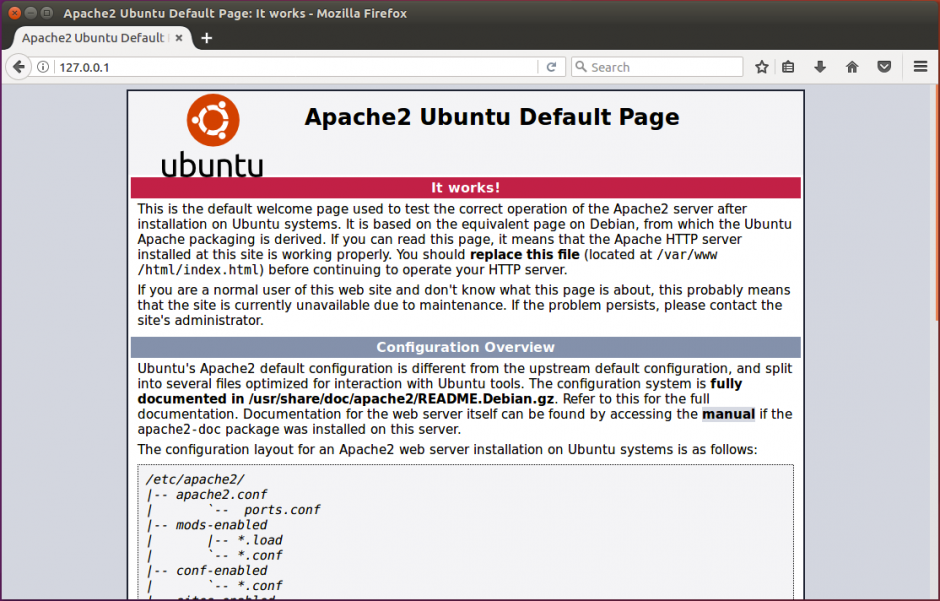 Apache2 Ubuntu Default Page: It works - Mozilla Firefox
Apache2 Ubuntu Default
127.0.0.1
Search
ubuntu
Apache2 Ubuntu Default Page
It works!
This is the default welcome page used to test the correct operation of the Apache2 server after
installation on Ubuntu systems. It is based on the equivalent page on Debian, from which the Ubuntu
Apache packaging is derived. If you can read this page, it means that the Apache HTTP server
installed at this site is working properly. You should replace this file (located at /var/www
/html/index.html) before continuing to operate your HTTP server.
If you are a normal user of this web site and don't know what this page is about, this probably means
that the site is currently unavailable due to maintenance. If the problem persists, please contact the
site's administrator.
Configuration Overview
Ubuntu's Apache2 default configuration is different from the upstream default configuration, and split
into several files optimized for interaction with Ubuntu tools. The configuration system is fully
documented in /usr/share/doc/apache2/README.Debian.gz. Refer to this for the full
documentation. Documentation for the web server itself can be found by accessing the manual if the
apache2-doc package was installed on this server.
The configuration layout for an Apache2 web server installation on Ubuntu systems is as follows:
/etc/apache2/
|-- apache2.conf
|       `--  ports.conf
|-- mods-enabled
|       |-- *.load
|       `-- *.conf
|-- conf-enabled
|       `-- *.conf
|-- sites-enabled